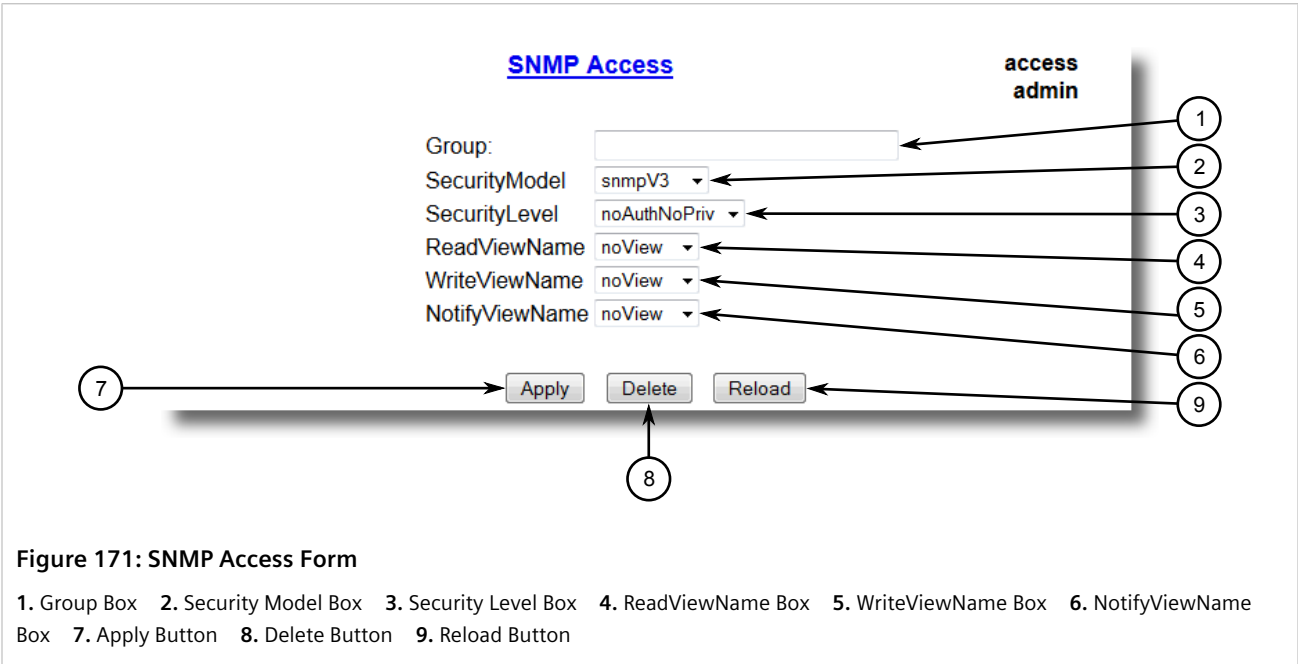 SNMP Access
access
admin
1
Group:
2
SecurityModel snmpV3
3
SecurityLevel noAuthNoPriv
4
ReadViewName noView
5
WriteViewName noView
6
NotifyViewName noView
7
Apply Delete Reload
9
8
Figure 171: SNMP Access Form
1. Group Box 2. Security Model Box 3. Security Level Box 4. ReadViewName Box 5. WriteViewName Box 6. NotifyViewName
Box 7. Apply Button 8. Delete Button 9. Reload Button